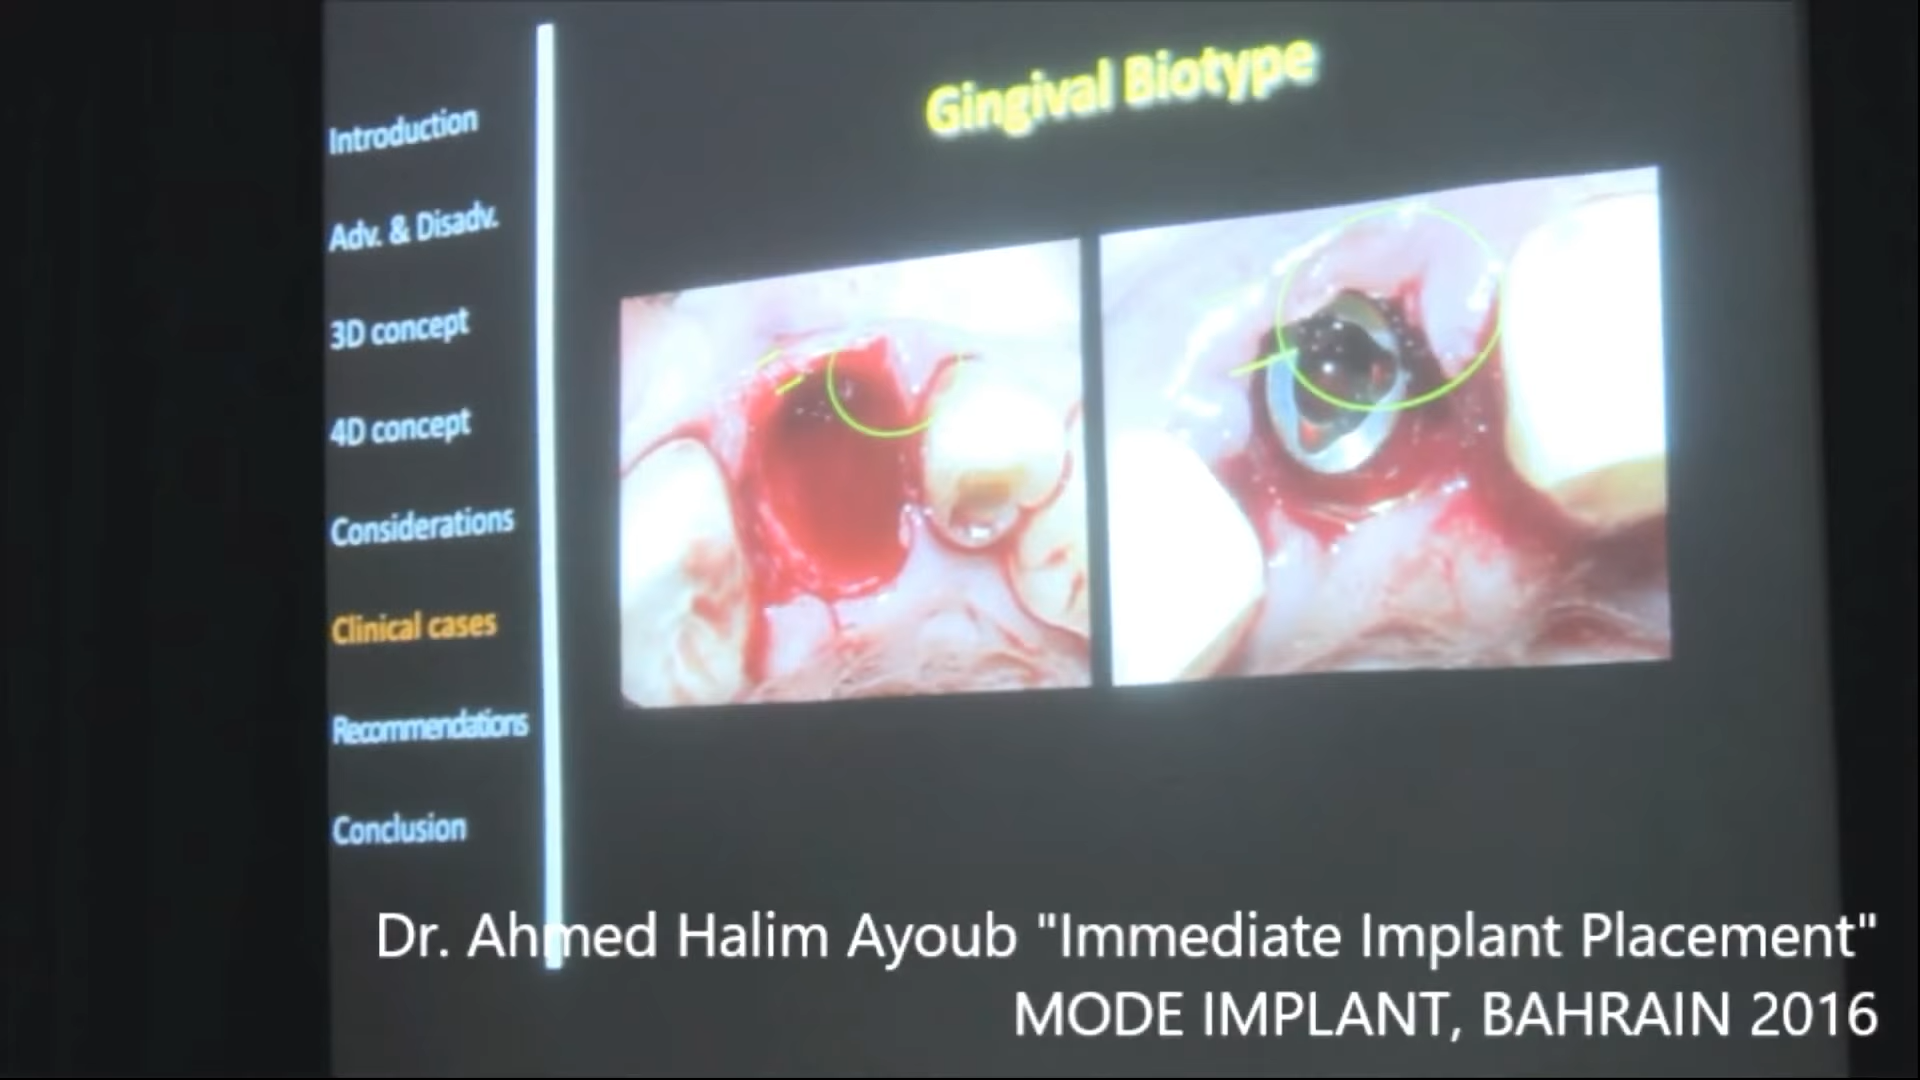 Gingival Biotype
Introduction
Adv. & Disadv.
3D concept
4D concept
Considerations
Clinical cases
Recommendations
Conclusion
Dr. Ahmed Halim Ayoub "Immediate Implant Placement"
MODE IMPLANT, BAHRAIN 2016